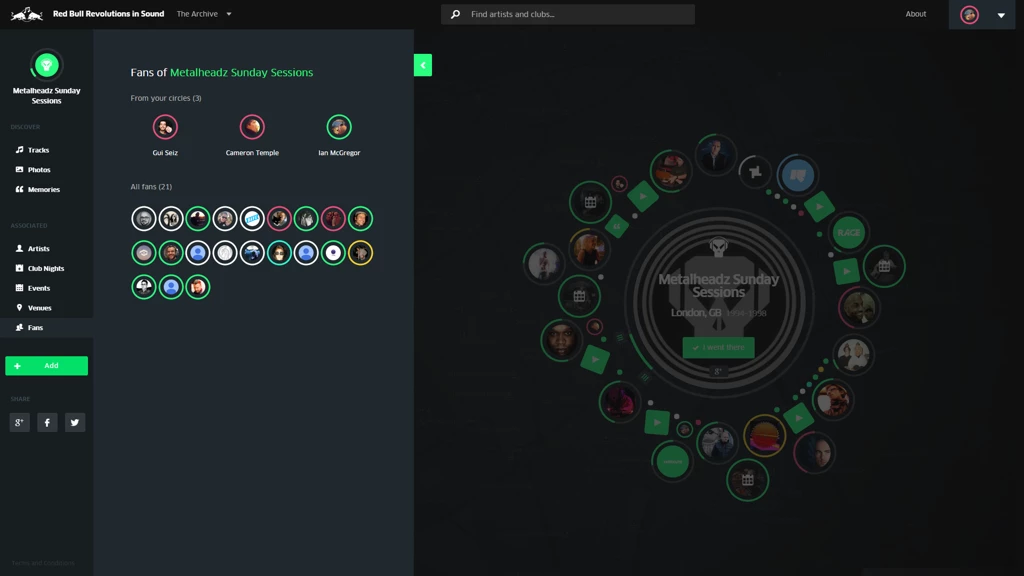 Red Bull Revolutions in Sound
The Archive
Find artists and clubs...
About
Metalheadz Sunday
Sessions
DISCOVER
Tracks
Photos
Memories
ASSOCIATED
Artists
Club Nights
Events
Venues
Fans
Add
SHARE
g+
Terms and Conditions
Fans of Metalheadz Sunday Sessions
From your circles (3)
Gui Seiz
Cameron Temple
Ian McGregor
All fans (21)
RAGE
Metalheadz Sunday
Sessions
London, GB 1994-1998
I went there
g+